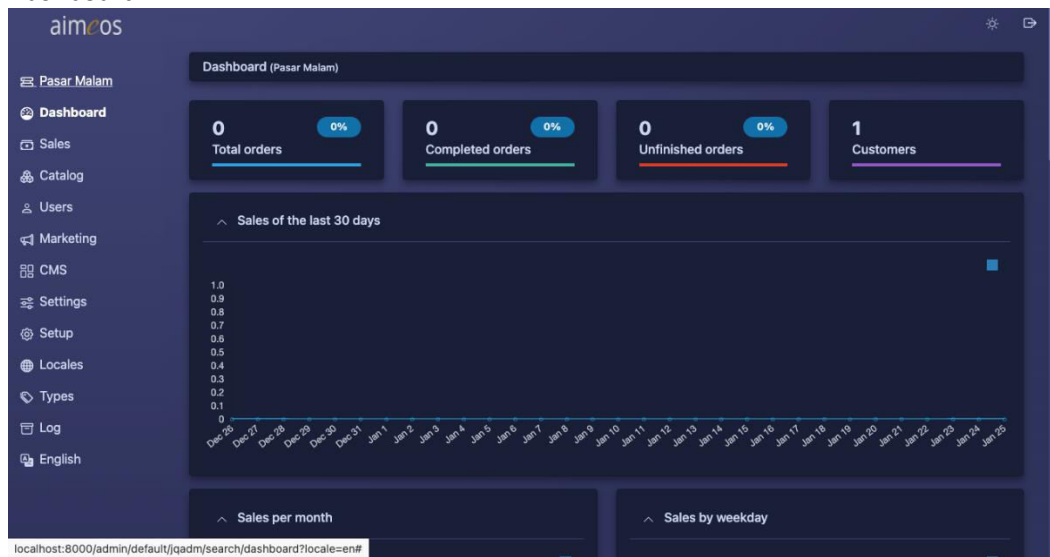 aimeos
Pasar Malam
Dashboard
Sales
Catalog
Users
Marketing
CMS
Settings
Setup
Locales
Types
Log
English
Dashboard (Pasar Malam)
0 0%
Total orders
0 0%
Completed orders
0 0%
Unfinished orders
1
Customers
Sales of the last 30 days
1.0
0.9
0.8
0.7
0.6
0.5
0.4
0.3
0.2
0.1
0
Dec 26 Dec 27 Dec 28 Dec 29 Dec 30 Dec 31 Jan 1 Jan 2 Jan 3 Jan 4 Jan 5 Jan 6 Jan 7 Jan 8 Jan 9 Jan 10 Jan 11 Jan 12 Jan 13 Jan 14 Jan 15 Jan 16 Jan 17 Jan 18 Jan 19 Jan 20 Jan 21 Jan 22 Jan 23 Jan 24 Jan 25
Sales per month
Sales by weekday
localhost:8000/admin/default/jqadm/search/dashboard?locale=en#